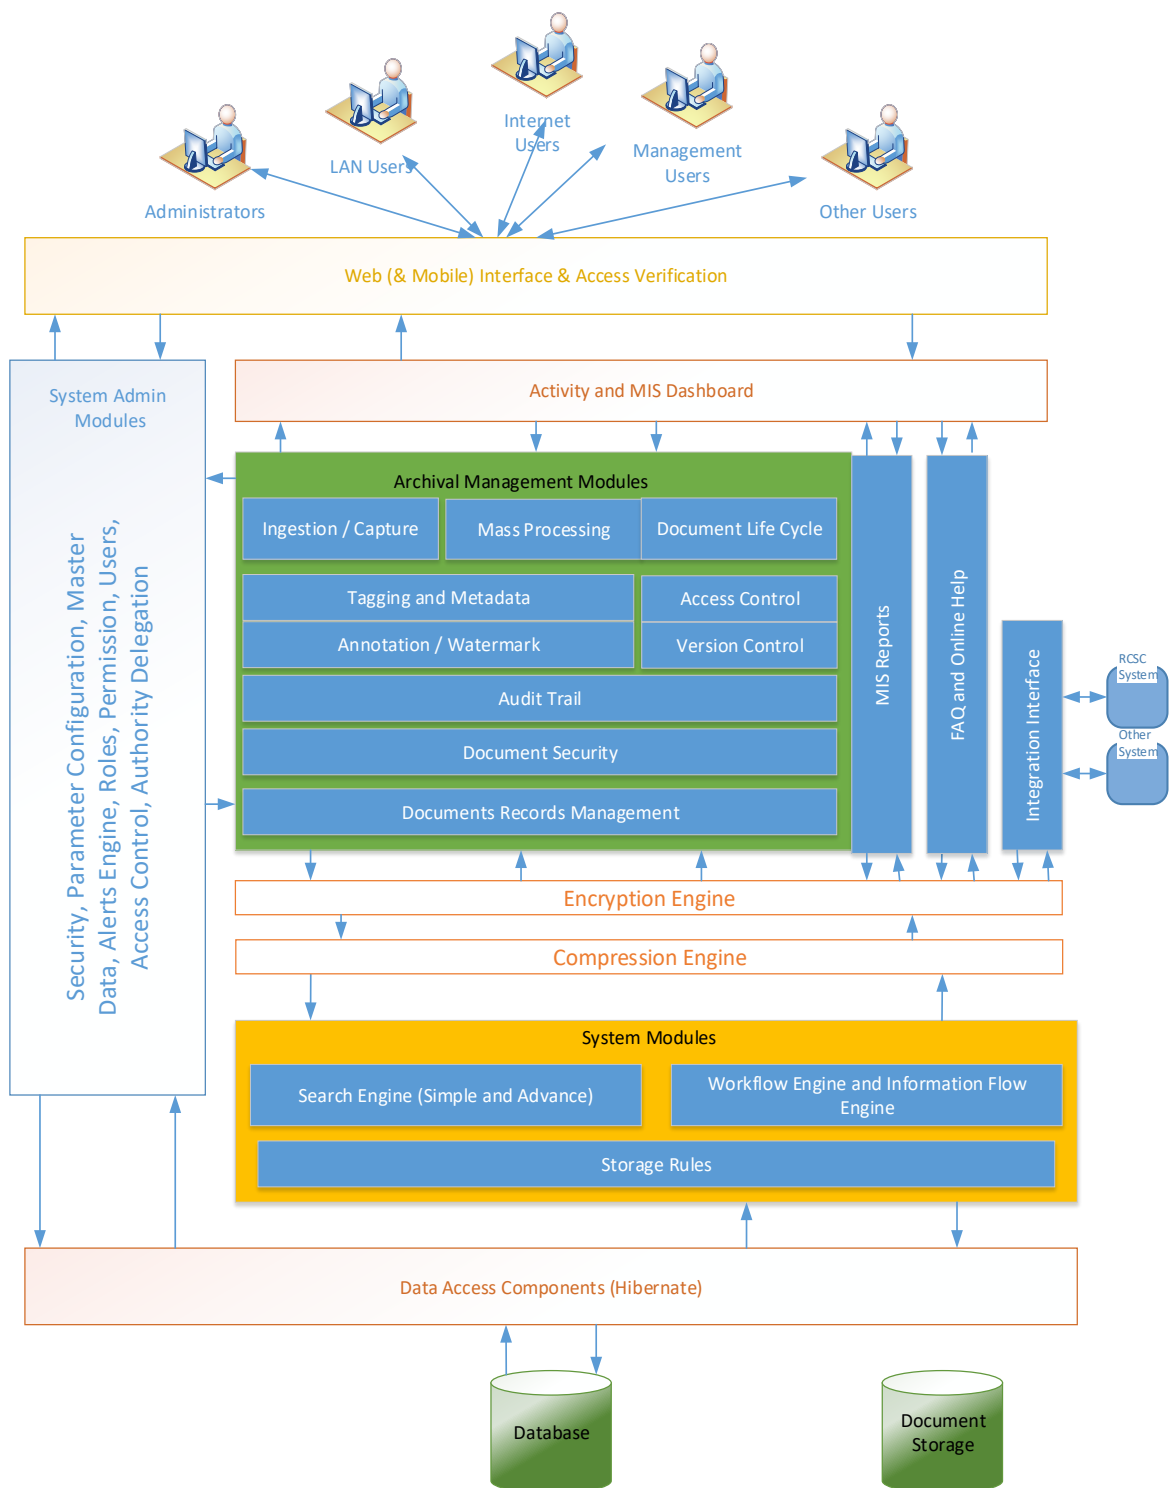 Internet
Users
LAN Users
Management
Users
Administrators
Other Users
Web (& Mobile) Interface & Access Verification
System Admin
Modules
Security, Parameter Configuration, Master
Data, Alerts Engine, Roles, Permission, Users,
Access Control, Authority Delegation
Activity and MIS Dashboard
Archival Management Modules
Ingestion / Capture
Mass Processing
Document Life Cycle
Tagging and Metadata
Access Control
Annotation / Watermark
Version Control
Audit Trail
Document Security
Documents Records Management
MIS Reports
FAQ and Online Help
Integration Interface
RCSC
System
Other
System
Encryption Engine
Compression Engine
System Modules
Search Engine (Simple and Advance)
Workflow Engine and Information Flow
Engine
Storage Rules
Data Access Components (Hibernate)
Database
Document
Storage